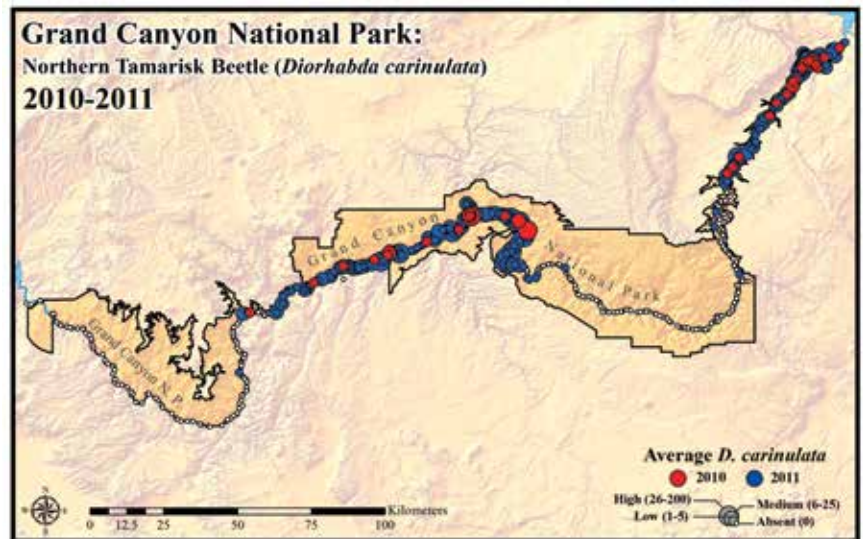 Grand Canyon National Park:
Northern Tamarisk Beetle (Diorhabda carinulata)
2010-2011
Grand Canyon
National Park
Grand Canyon N.P.
Average D. carinulata
2010 2011
High (26-200) Medium (6-25)
Low (1-5) Absent (0)
N
W E
S
Kilometers
0 12.5 25 50 75 100